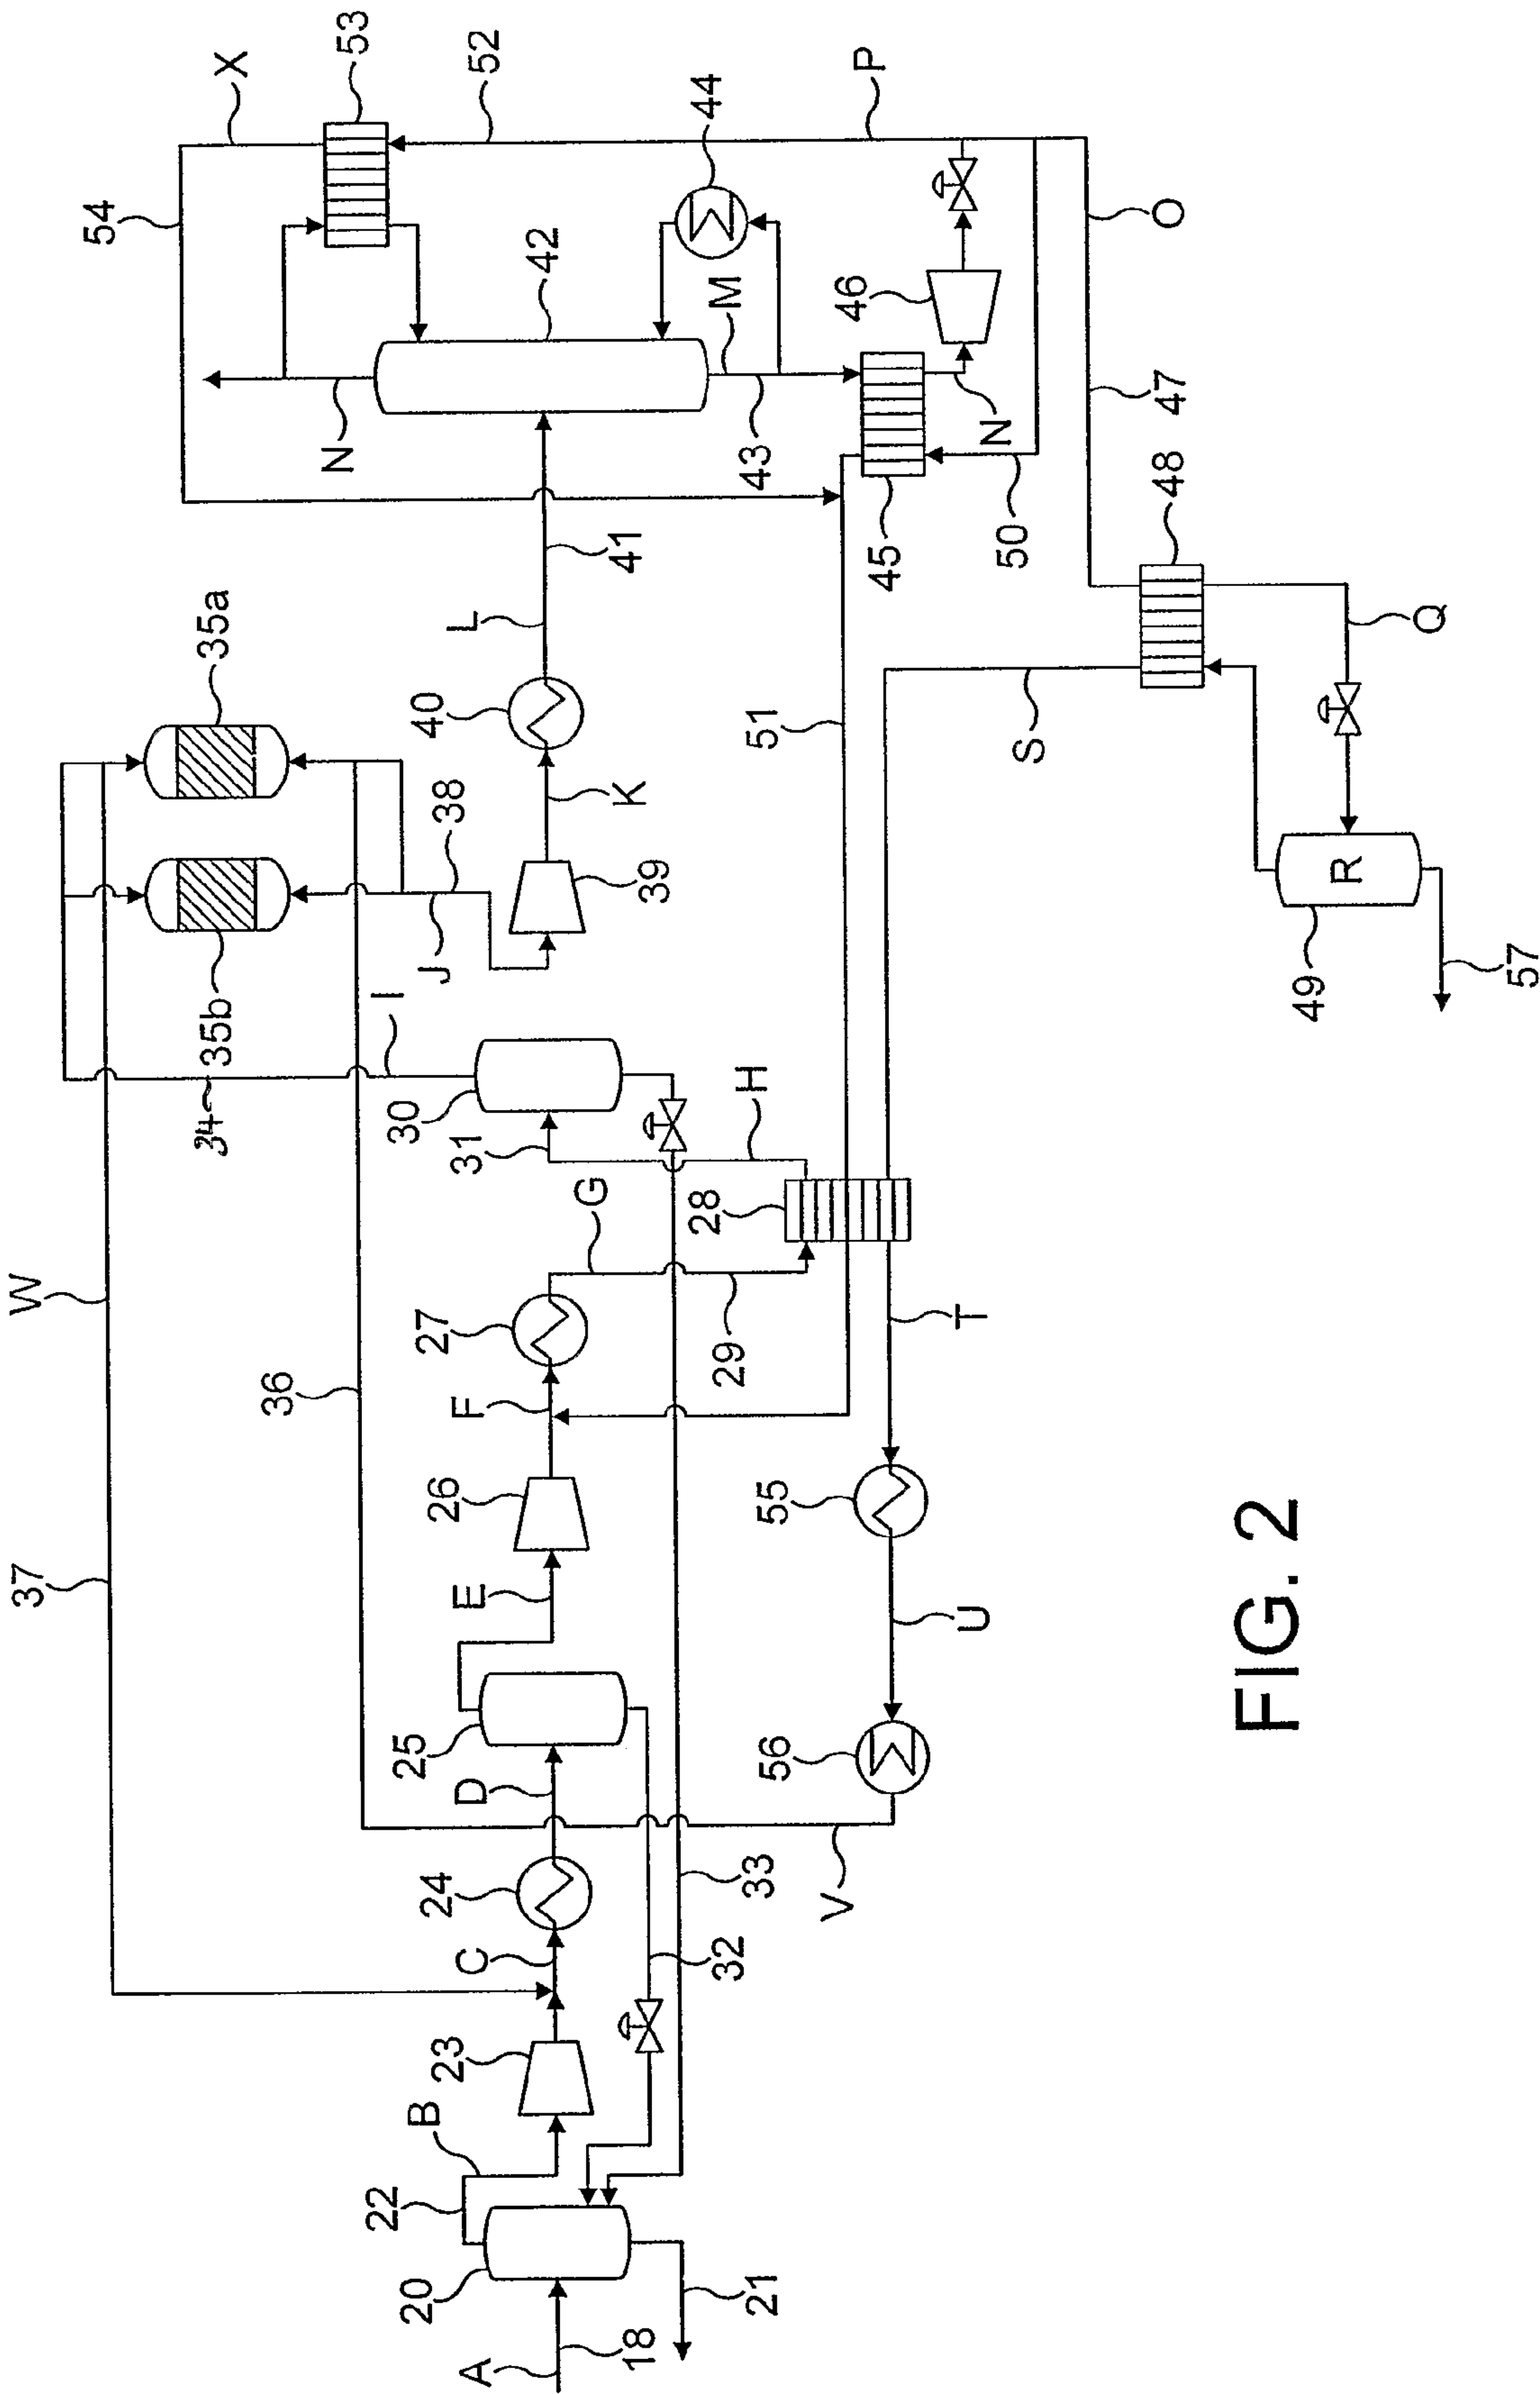 W
37
36
34
35b
35a
54
X
53
52
N
42
M
43
44
P
46
N
45
50
O
47
48
Q
S
R
49
57
51
41
L
40
K
39
38
J
I
30
31
H
28
G
29
27
F
26
E
25
D
24
C
23
B
22
20
A
18
21
32
33
V
56
U
55
T
FIG. 2